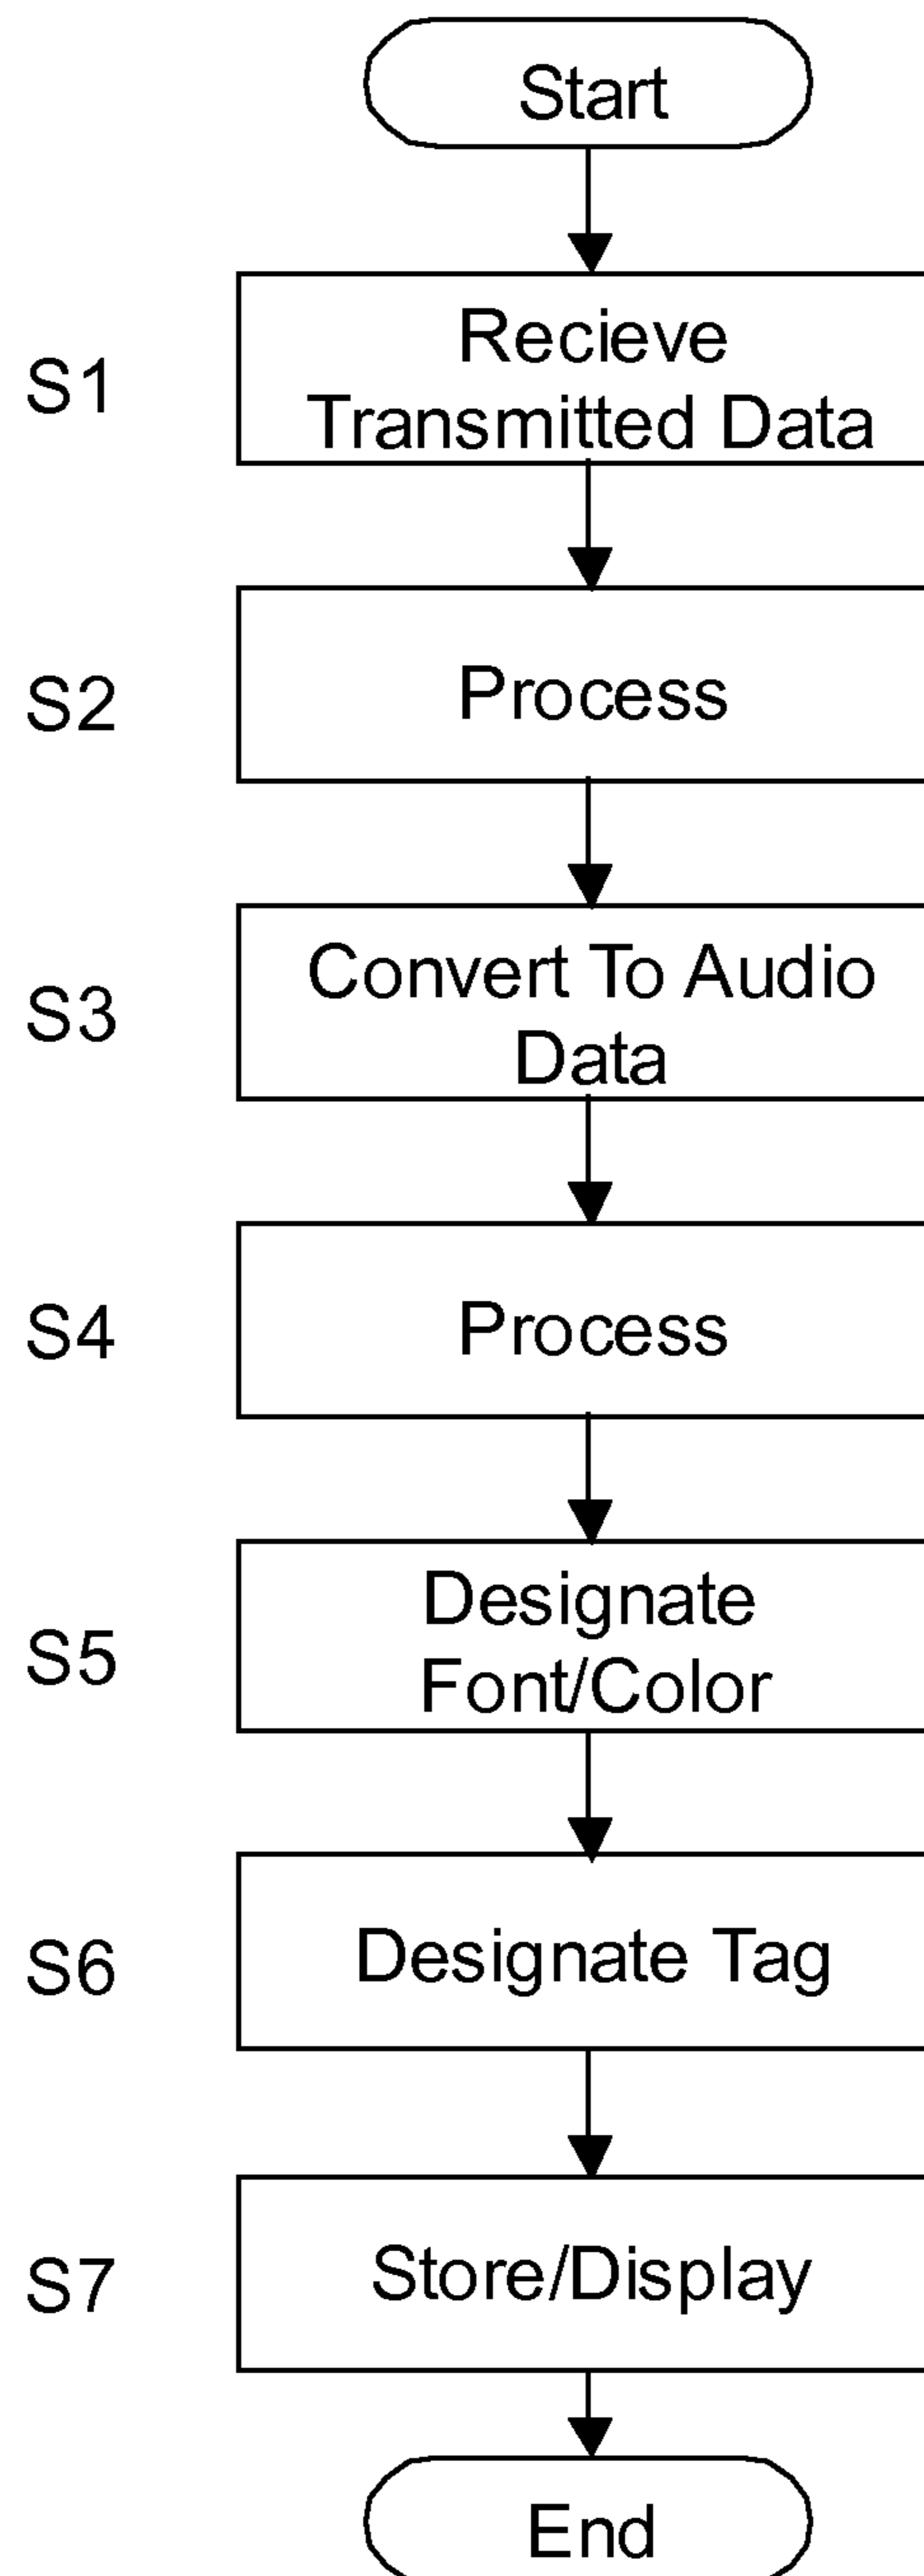 Start
S1
Recieve
Transmitted Data
S2
Process
S3
Convert To Audio
Data
S4
Process
S5
Designate
Font/Color
S6
Designate Tag
S7
Store/Display
End